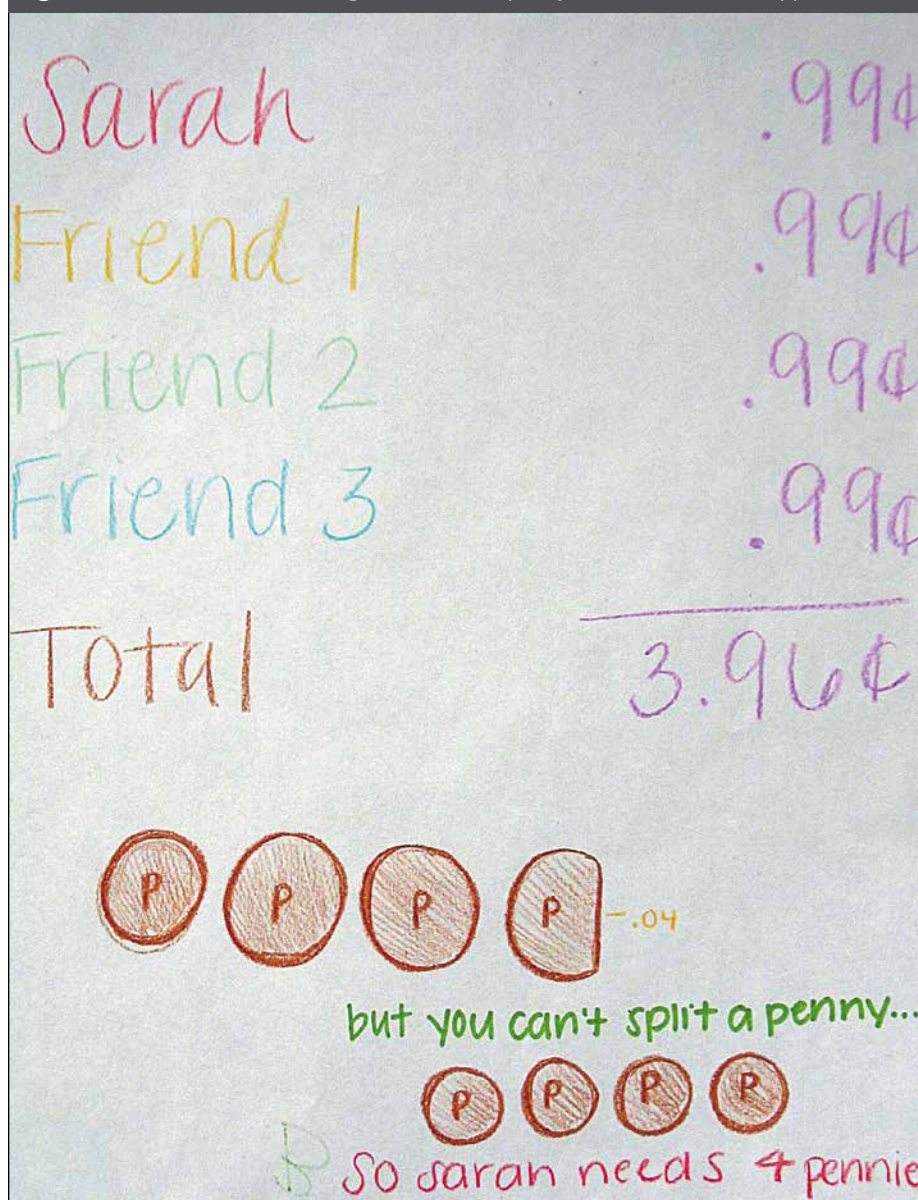 Sarah .99¢
Friend 1 .99¢
Friend 2 .99¢
Friend 3 .99¢
Total 3.96¢
P P P P -.04
but you can't split a penny...
P P P P
So sarah needs 4 pennie